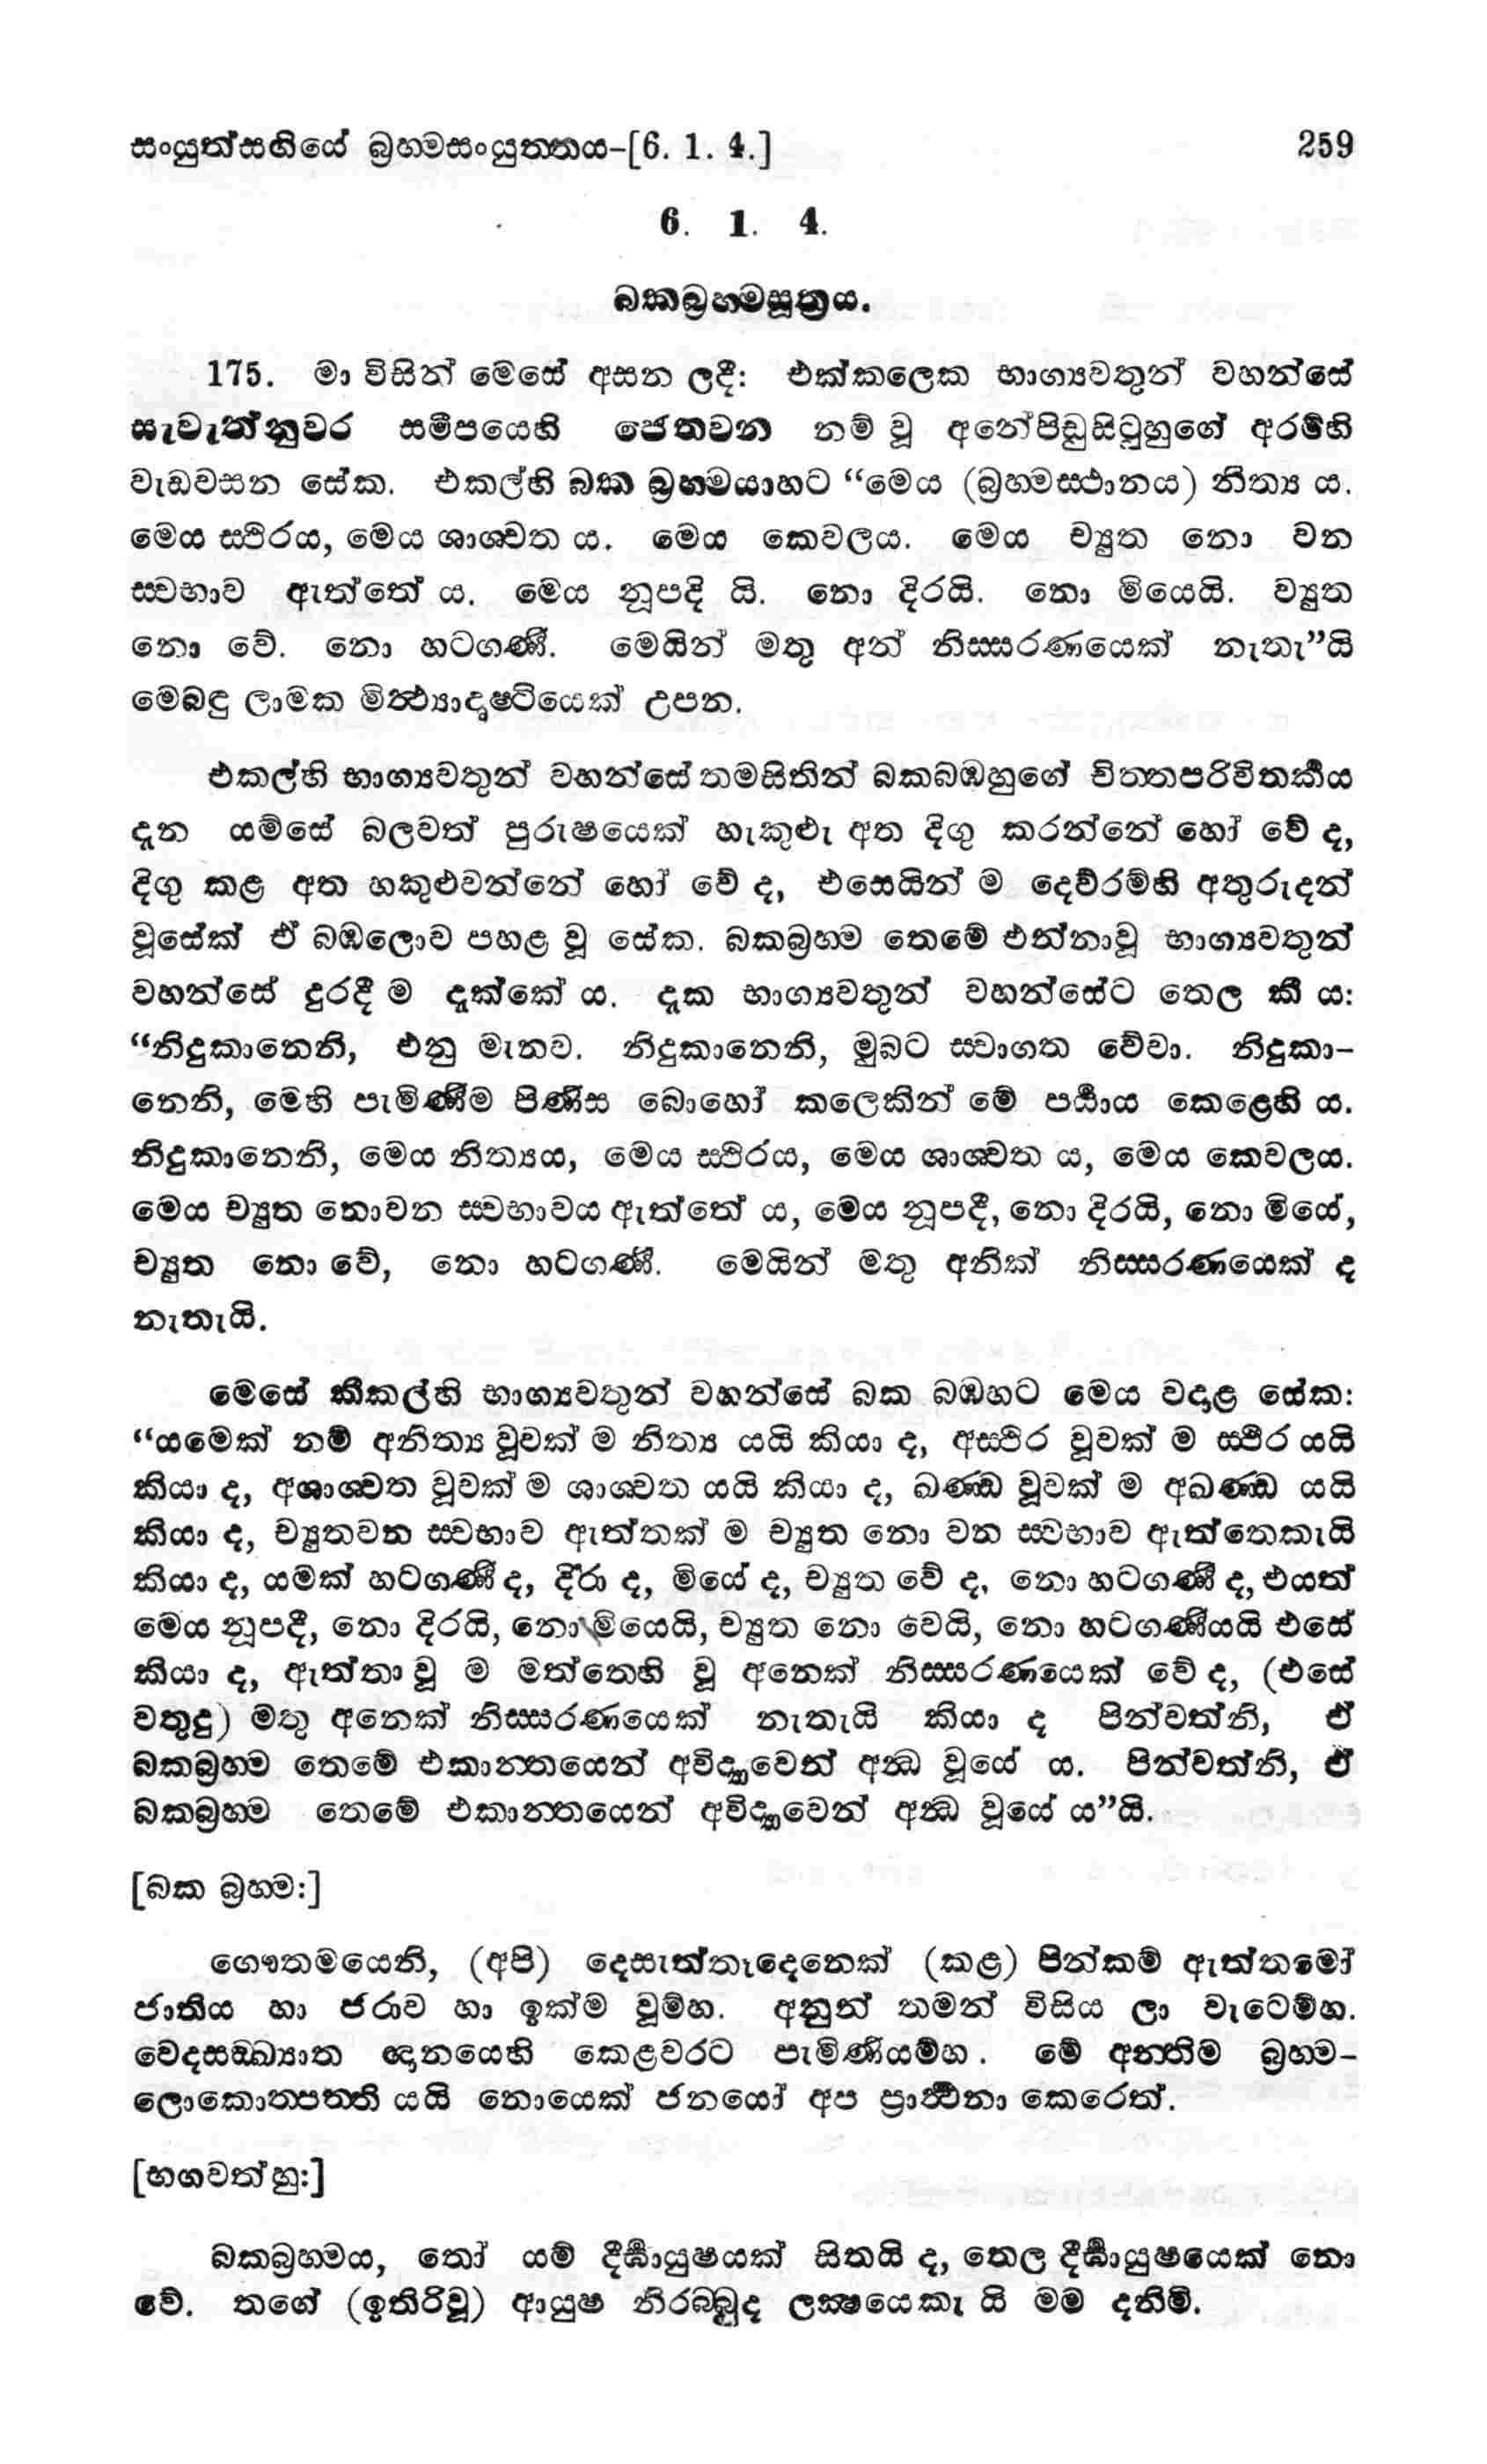 සංයුත්සඟියේ බ්‍රහ්මසංයුත්තය-[6. 1. 4.] 259
6. 1. 4.
බකබ්‍රහ්මසූත්‍රය.
175. මා විසින් මෙසේ අසන ලදී: එක්කලෙක භාග්‍යවතුන් වහන්සේ
සැවැත්නුවර සමීපයෙහි ජෙතවන නම් වූ අනේපිඬුසිටුහුගේ අරම්හි
වැඩවසන සේක. එකල්හි බක බ්‍රහ්මයාහට “මෙය (බ්‍රහ්මස්ථානය) නිත්‍ය ය.
මෙය ස්ථිරය, මෙය ශාශ්වත ය. මෙය කෙවලය. මෙය ච්‍යුත නො වන
ස්වභාව ඇත්තේ ය. මෙය නූපදි යි. නො දිරයි. නො මියෙයි. ච්‍යුත
නො වේ. නො හටගණී. මෙයින් මතු අන් නිස්සරණයෙක් නැතැ”යි
මෙබඳු ලාමක මිත්‍ථ්‍යාදෘෂ්ටියෙක් උපන.
එකල්හි භාග්‍යවතුන් වහන්සේ තමසිතින් බකබඹහුගේ චිත්තපරිවිතර්කය
දැන යම්සේ බලවත් පුරුෂයෙක් හැකුළූ අත දිගු කරන්නේ හෝ වේ ද,
දිගු කළ අත හකුළුවන්නේ හෝ වේ ද, එසෙයින් ම දෙව්රම්හි අතුරුදන්
වූසේක් ඒ බඹලොව පහළ වූ සේක. බකබ්‍රහ්ම තෙමේ එන්නාවූ භාග්‍යවතුන්
වහන්සේ දුරදී ම දැක්කේ ය. දැක භාග්‍යවතුන් වහන්සේට තෙල කී ය:
“නිදුකානෙනි, එනු මැනව. නිදුකානෙනි, මුබට ස්වාගත වේවා. නිදුකා-
නෙනි, මෙහි පැමිණීම පිණිස බොහෝ කලෙකින් මේ පර්‍ය්‍යාය කෙළෙහි ය.
නිදුකානෙනි, මෙය නිත්‍යය, මෙය ස්ථිරය, මෙය ශාශ්වත ය, මෙය කෙවලය.
මෙය ච්‍යුත නොවන ස්වභාවය ඇත්තේ ය, මෙය නූපදී, නො දිරයි, නො මියේ,
ච්‍යුත නො වේ, නො හටගණී. මෙයින් මතු අනික් නිස්සරණයෙක් ද
නැතැයි.
මෙසේ කීකල්හි භාග්‍යවතුන් වහන්සේ බක බඹහට මෙය වදාළ සේක:
“යමෙක් නම් අනිත්‍ය වූවක් ම නිත්‍ය යයි කියා ද, අස්ථිර වූවක් ම ස්ථිර යයි
කියා ද, අශාශ්වත වූවක් ම ශාශ්වත යයි කියා ද, ඛණ්ඩ වූවක් ම අඛණ්ඩ යයි
කියා ද, ච්‍යුතවන ස්වභාව ඇත්තක් ම ච්‍යුත නො වන ස්වභාව ඇත්තෙකැයි
කියා ද, යමක් හටගණී ද, දිරා ද, මියේ ද, ච්‍යුත වේ ද, නො හටගණී ද, එයත්
මෙය නූපදී, නො දිරයි, නො මියෙයි, ච්‍යුත නො වෙයි, නො හටගණීයයි එසේ
කියා ද, ඇත්තා වූ ම මත්තෙහි වූ අනෙක් නිස්සරණයෙක් වේ ද, (එසේ
වතුදු) මතු අනෙක් නිස්සරණයෙක් නැතැයි කියා ද පින්වත්නි, ඒ
බකබ්‍රහ්ම තෙමේ එකාන්තයෙන් අවිද්‍යාවෙන් අන්ධ වූයේ ය. පින්වත්නි, ඒ
බකබ්‍රහ්ම තෙමේ එකාන්තයෙන් අවිද්‍යාවෙන් අන්ධ වූයේ ය”යි.
[බක බ්‍රහ්ම:]
ගෞතමයෙනි, (අපි) දෙසැත්තෑදෙනෙක් (කළ) පින්කම් ඇත්තමෝ
ජාතිය හා ජරාව හා ඉක්ම වූම්හ. අනුන් තමන් විසිය ලා වැටෙම්හ.
වේදසඞ්ඛ්‍යාත ඥානයෙහි කෙළවරට පැමිණියම්හ. මේ අන්තිම බ්‍රහ්ම-
ලොකොත්පත්ති යයි නොයෙක් ජනයෝ අප ප්‍රාර්ථනා කෙරෙත්.
[භගවත්හු:]
බකබ්‍රහ්මය, තෝ යම් දීර්ඝායුෂයක් සිතයි ද, තෙල දීර්ඝායුෂයෙක් නො
වේ. තගේ (ඉතිරිවූ) ආයුෂ නිරබ්බුද ලක්ෂයෙකැ යි මම දනිමි.